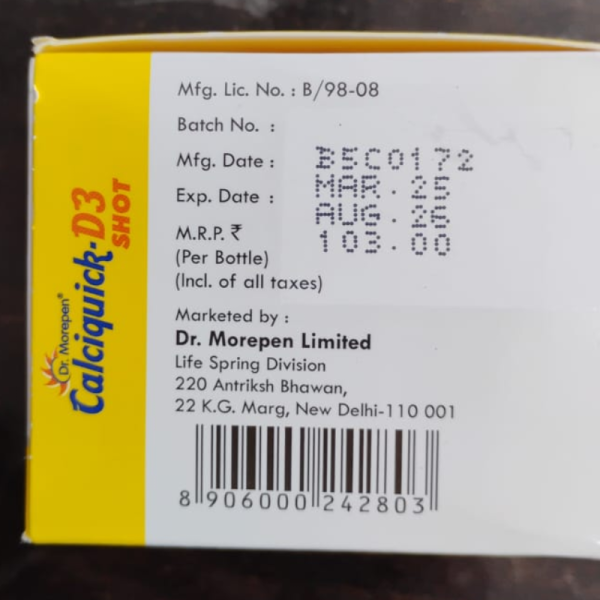 Mfg. Lic. No. : B/98-08
Batch No. :
Mfg. Date : B5C0172
Exp. Date : MAR. 25
AUG. 26
M.R.P. ₹ 103.00
(Per Bottle)
(Incl. of all taxes)
Marketed by :
Dr. Morepen Limited
Life Spring Division
220 Antriksh Bhawan,
22 K.G. Marg, New Delhi-110 001
8 906000 242803
Dr. Morepen®
Calciquick-D3
SHOT